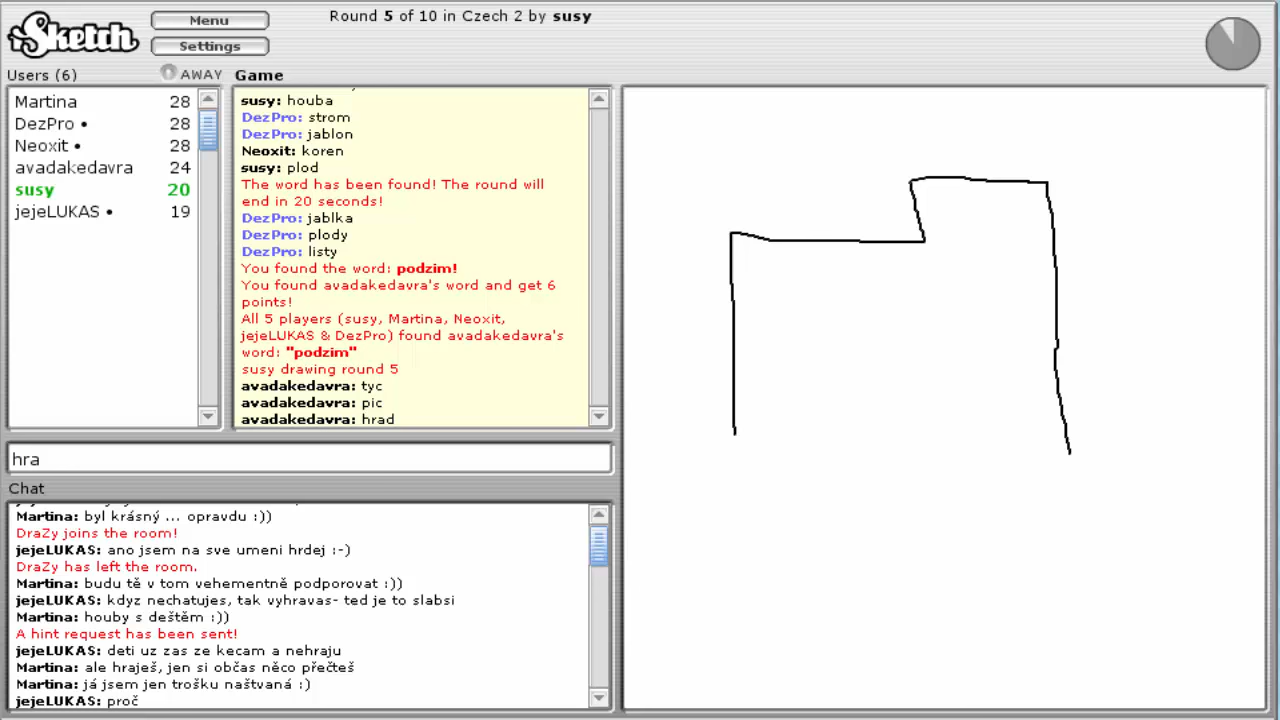 iSketch
Menu
Settings
Round 5 of 10 in Czech 2 by susy
Users (6)
AWAY
Martina 28
DezPro • 28
Neoxit • 28
avadakedavra 24
susy 20
jejeLUKAS • 19
Game
susy: houba
DezPro: strom
DezPro: jablon
Neoxit: koren
susy: plod
The word has been found! The round will
end in 20 seconds!
DezPro: jablka
DezPro: plody
DezPro: listy
You found the word: podzim!
You found avadakedavra's word and get 6
points!
All 5 players (susy, Martina, Neoxit,
jejeLUKAS & DezPro) found avadakedavra's
word: "podzim"
susy drawing round 5
avadakedavra: tyc
avadakedavra: pic
avadakedavra: hrad
hra
Chat
Martina: byl krásný ... opravdu :))
DraZy joins the room!
jejeLUKAS: ano jsem na sve umeni hrdej :-)
DraZy has left the room.
Martina: budu tě v tom vehementně podporovat :))
jejeLUKAS: kdyz nechatujes, tak vyhravas- ted je to slabsi
Martina: houby s deštěm :))
A hint request has been sent!
jejeLUKAS: deti uz zas ze kecam a nehraju
Martina: ale hraješ, jen si občas něco přečteš
Martina: já jsem jen trošku naštvaná :)
jejeLUKAS: proč